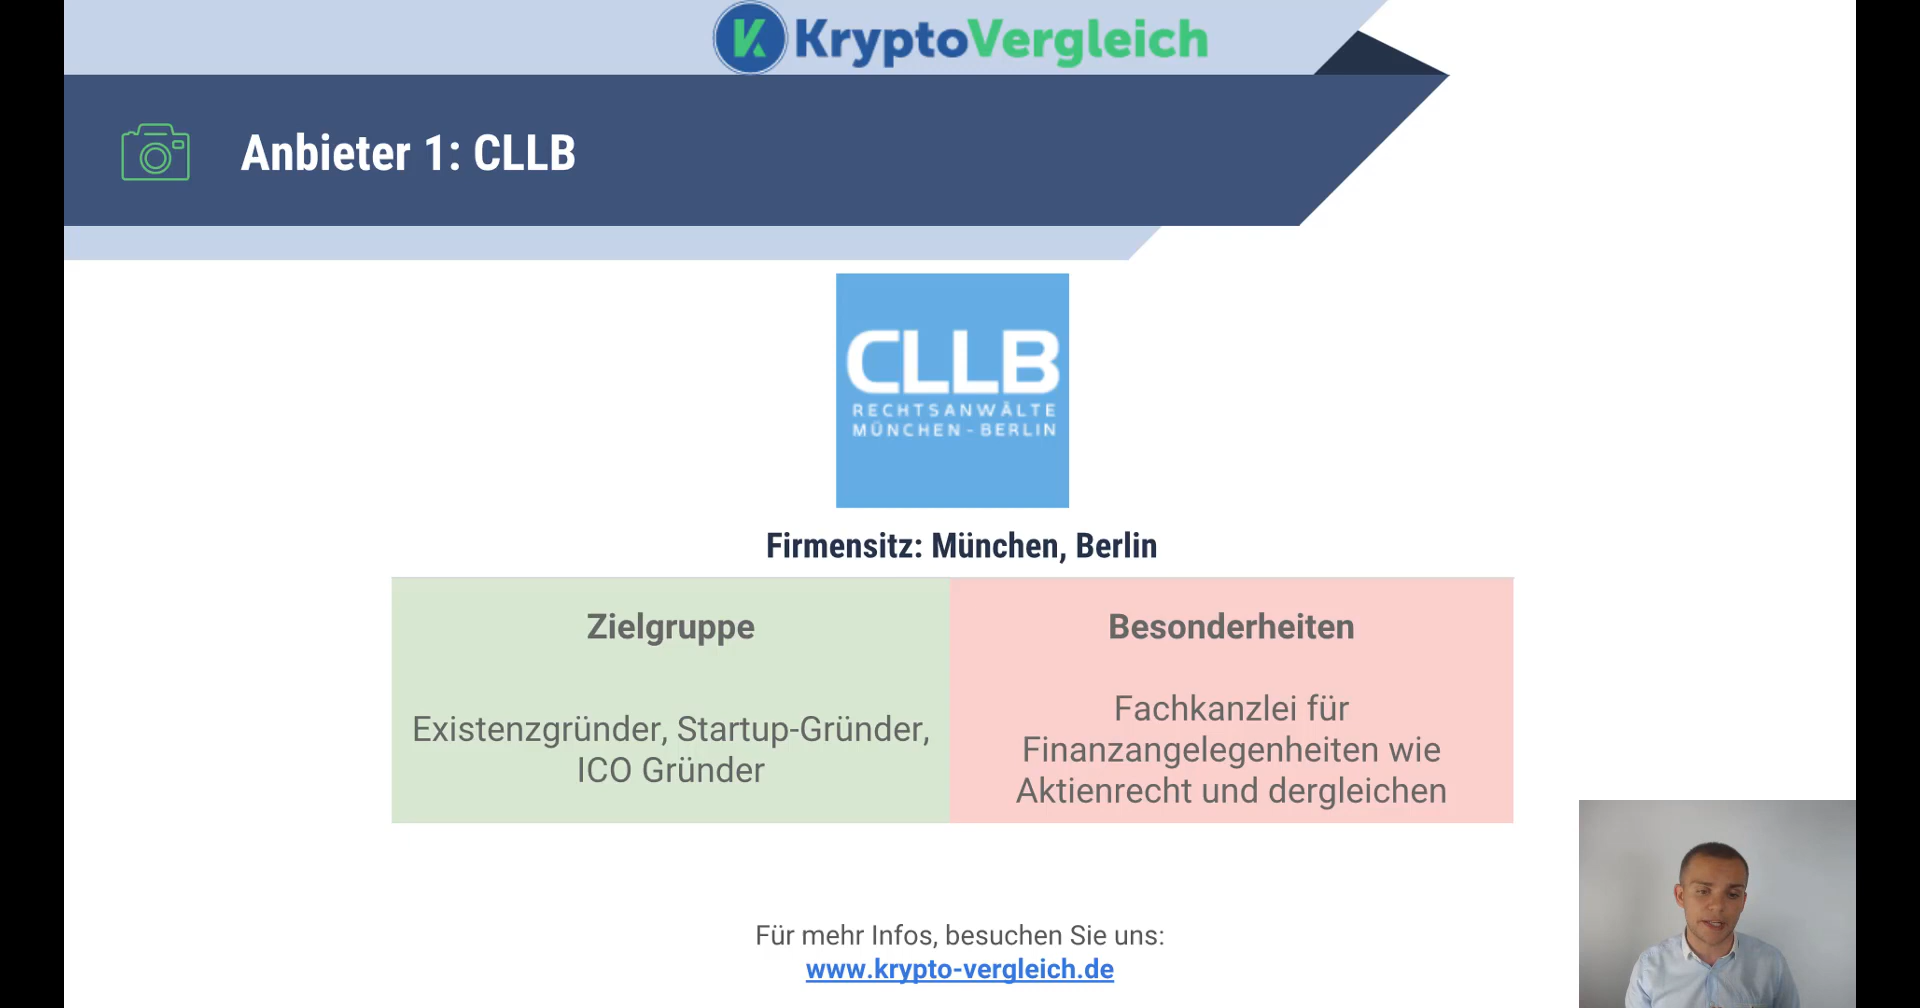 KryptoVergleich
Anbieter 1: CLLB
CLLB
RECHTSANWÄLTE
MÜNCHEN - BERLIN
Firmensitz: München, Berlin
Zielgruppe
Existenzgründer, Startup-Gründer,
ICO Gründer
Besonderheiten
Fachkanzlei für
Finanzangelegenheiten wie
Aktienrecht und dergleichen
Für mehr Infos, besuchen Sie uns:
www.krypto-vergleich.de